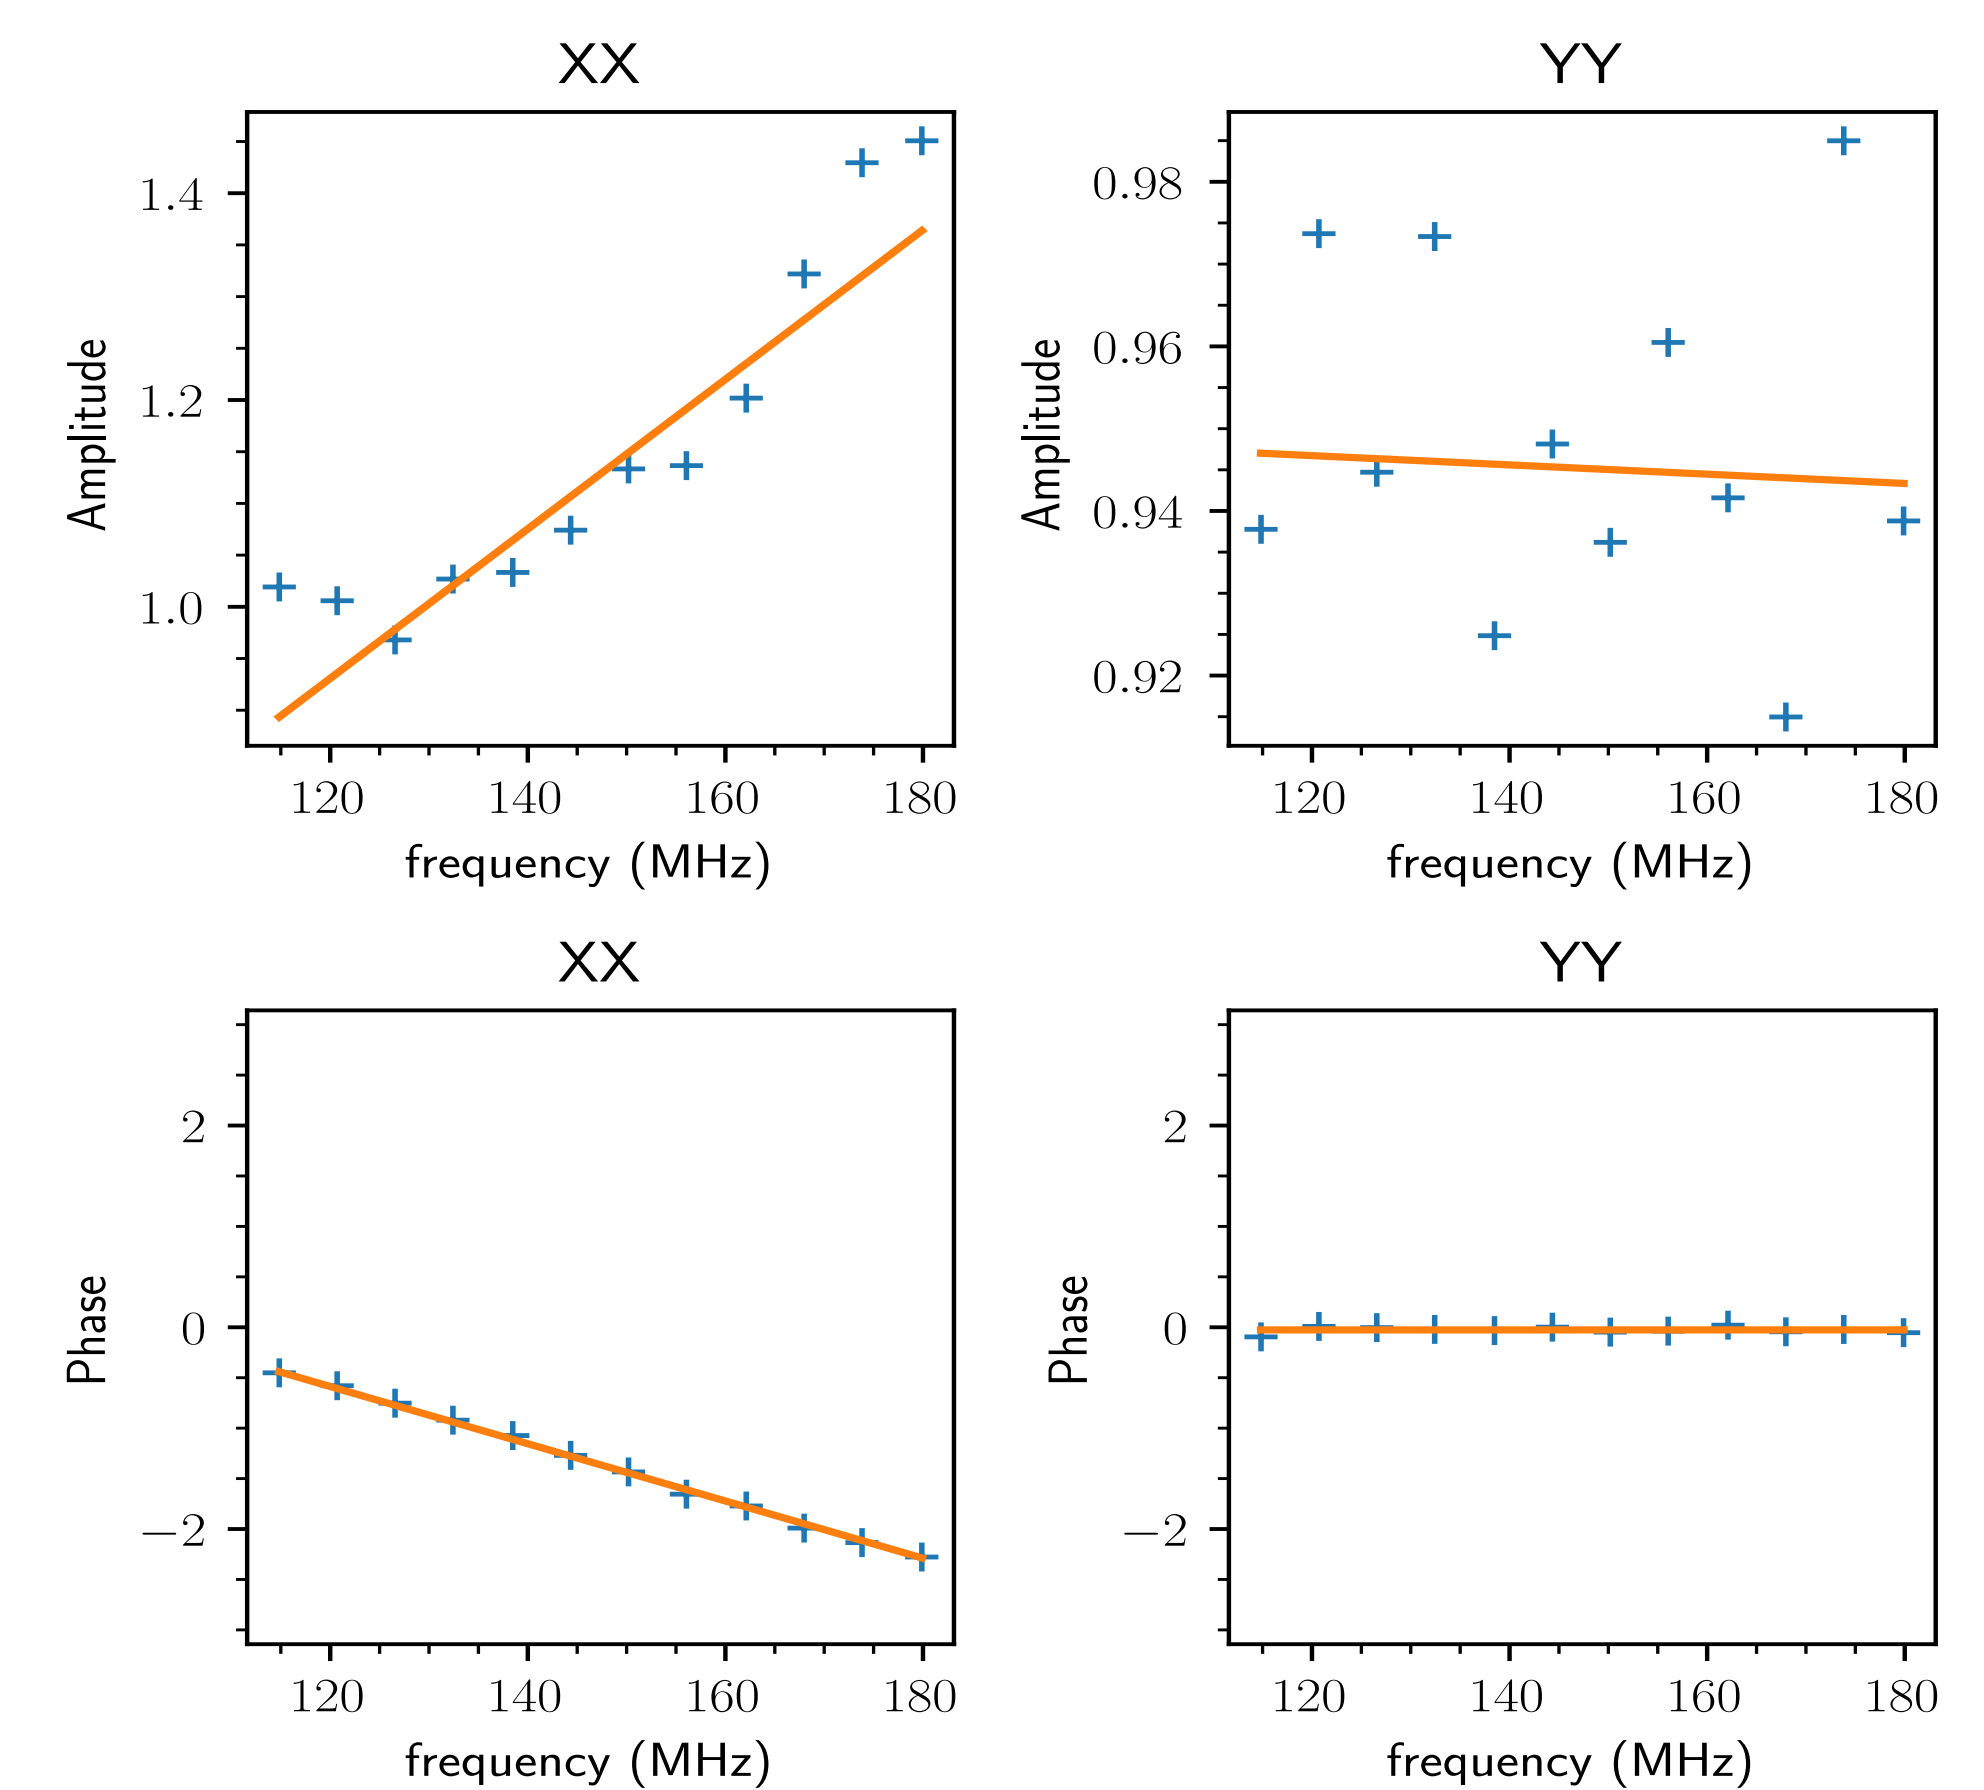 XX
YY
1.4
1.2
1.0
Amplitude
120 140 160 180
frequency (MHz)
0.98
0.96
0.94
0.92
Amplitude
120 140 160 180
frequency (MHz)
XX
YY
2
0
−2
Phase
120 140 160 180
frequency (MHz)
2
0
−2
Phase
120 140 160 180
frequency (MHz)